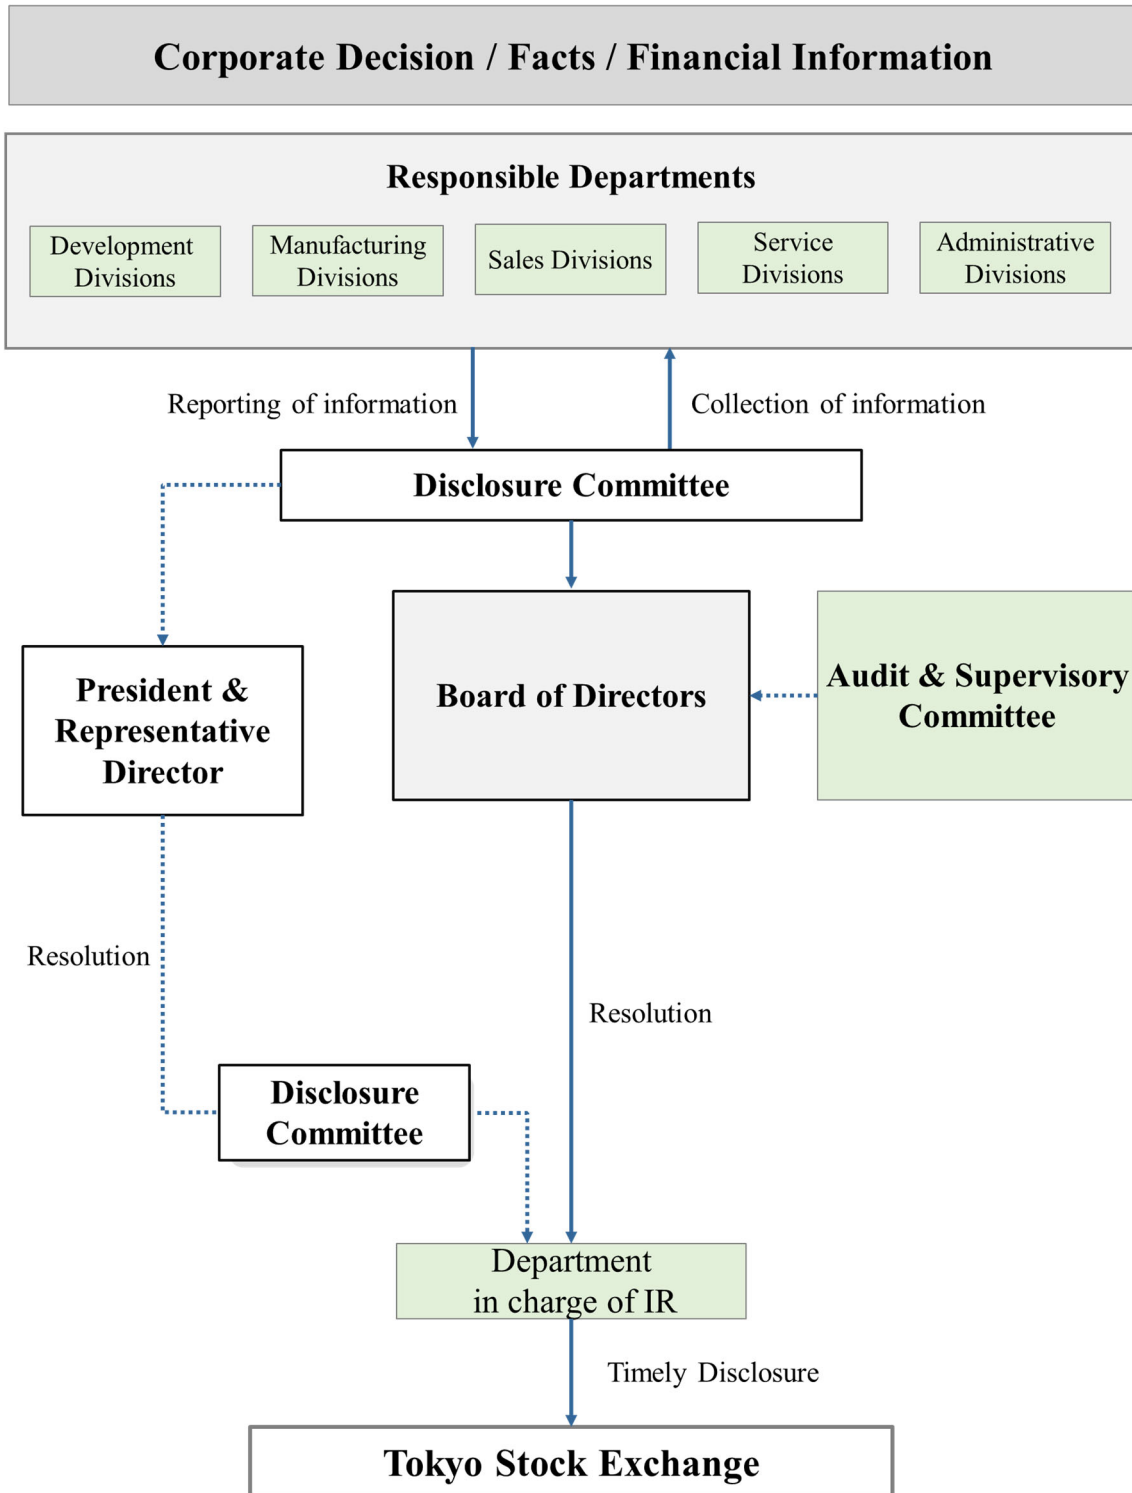 Corporate Decision / Facts / Financial Information
Responsible Departments
Development
Divisions
Manufacturing
Divisions
Sales Divisions
Service
Divisions
Administrative
Divisions
Reporting of information
Collection of information
Disclosure Committee
President &
Representative
Director
Board of Directors
Audit & Supervisory
Committee
Resolution
Resolution
Disclosure
Committee
Department
in charge of IR
Timely Disclosure
Tokyo Stock Exchange